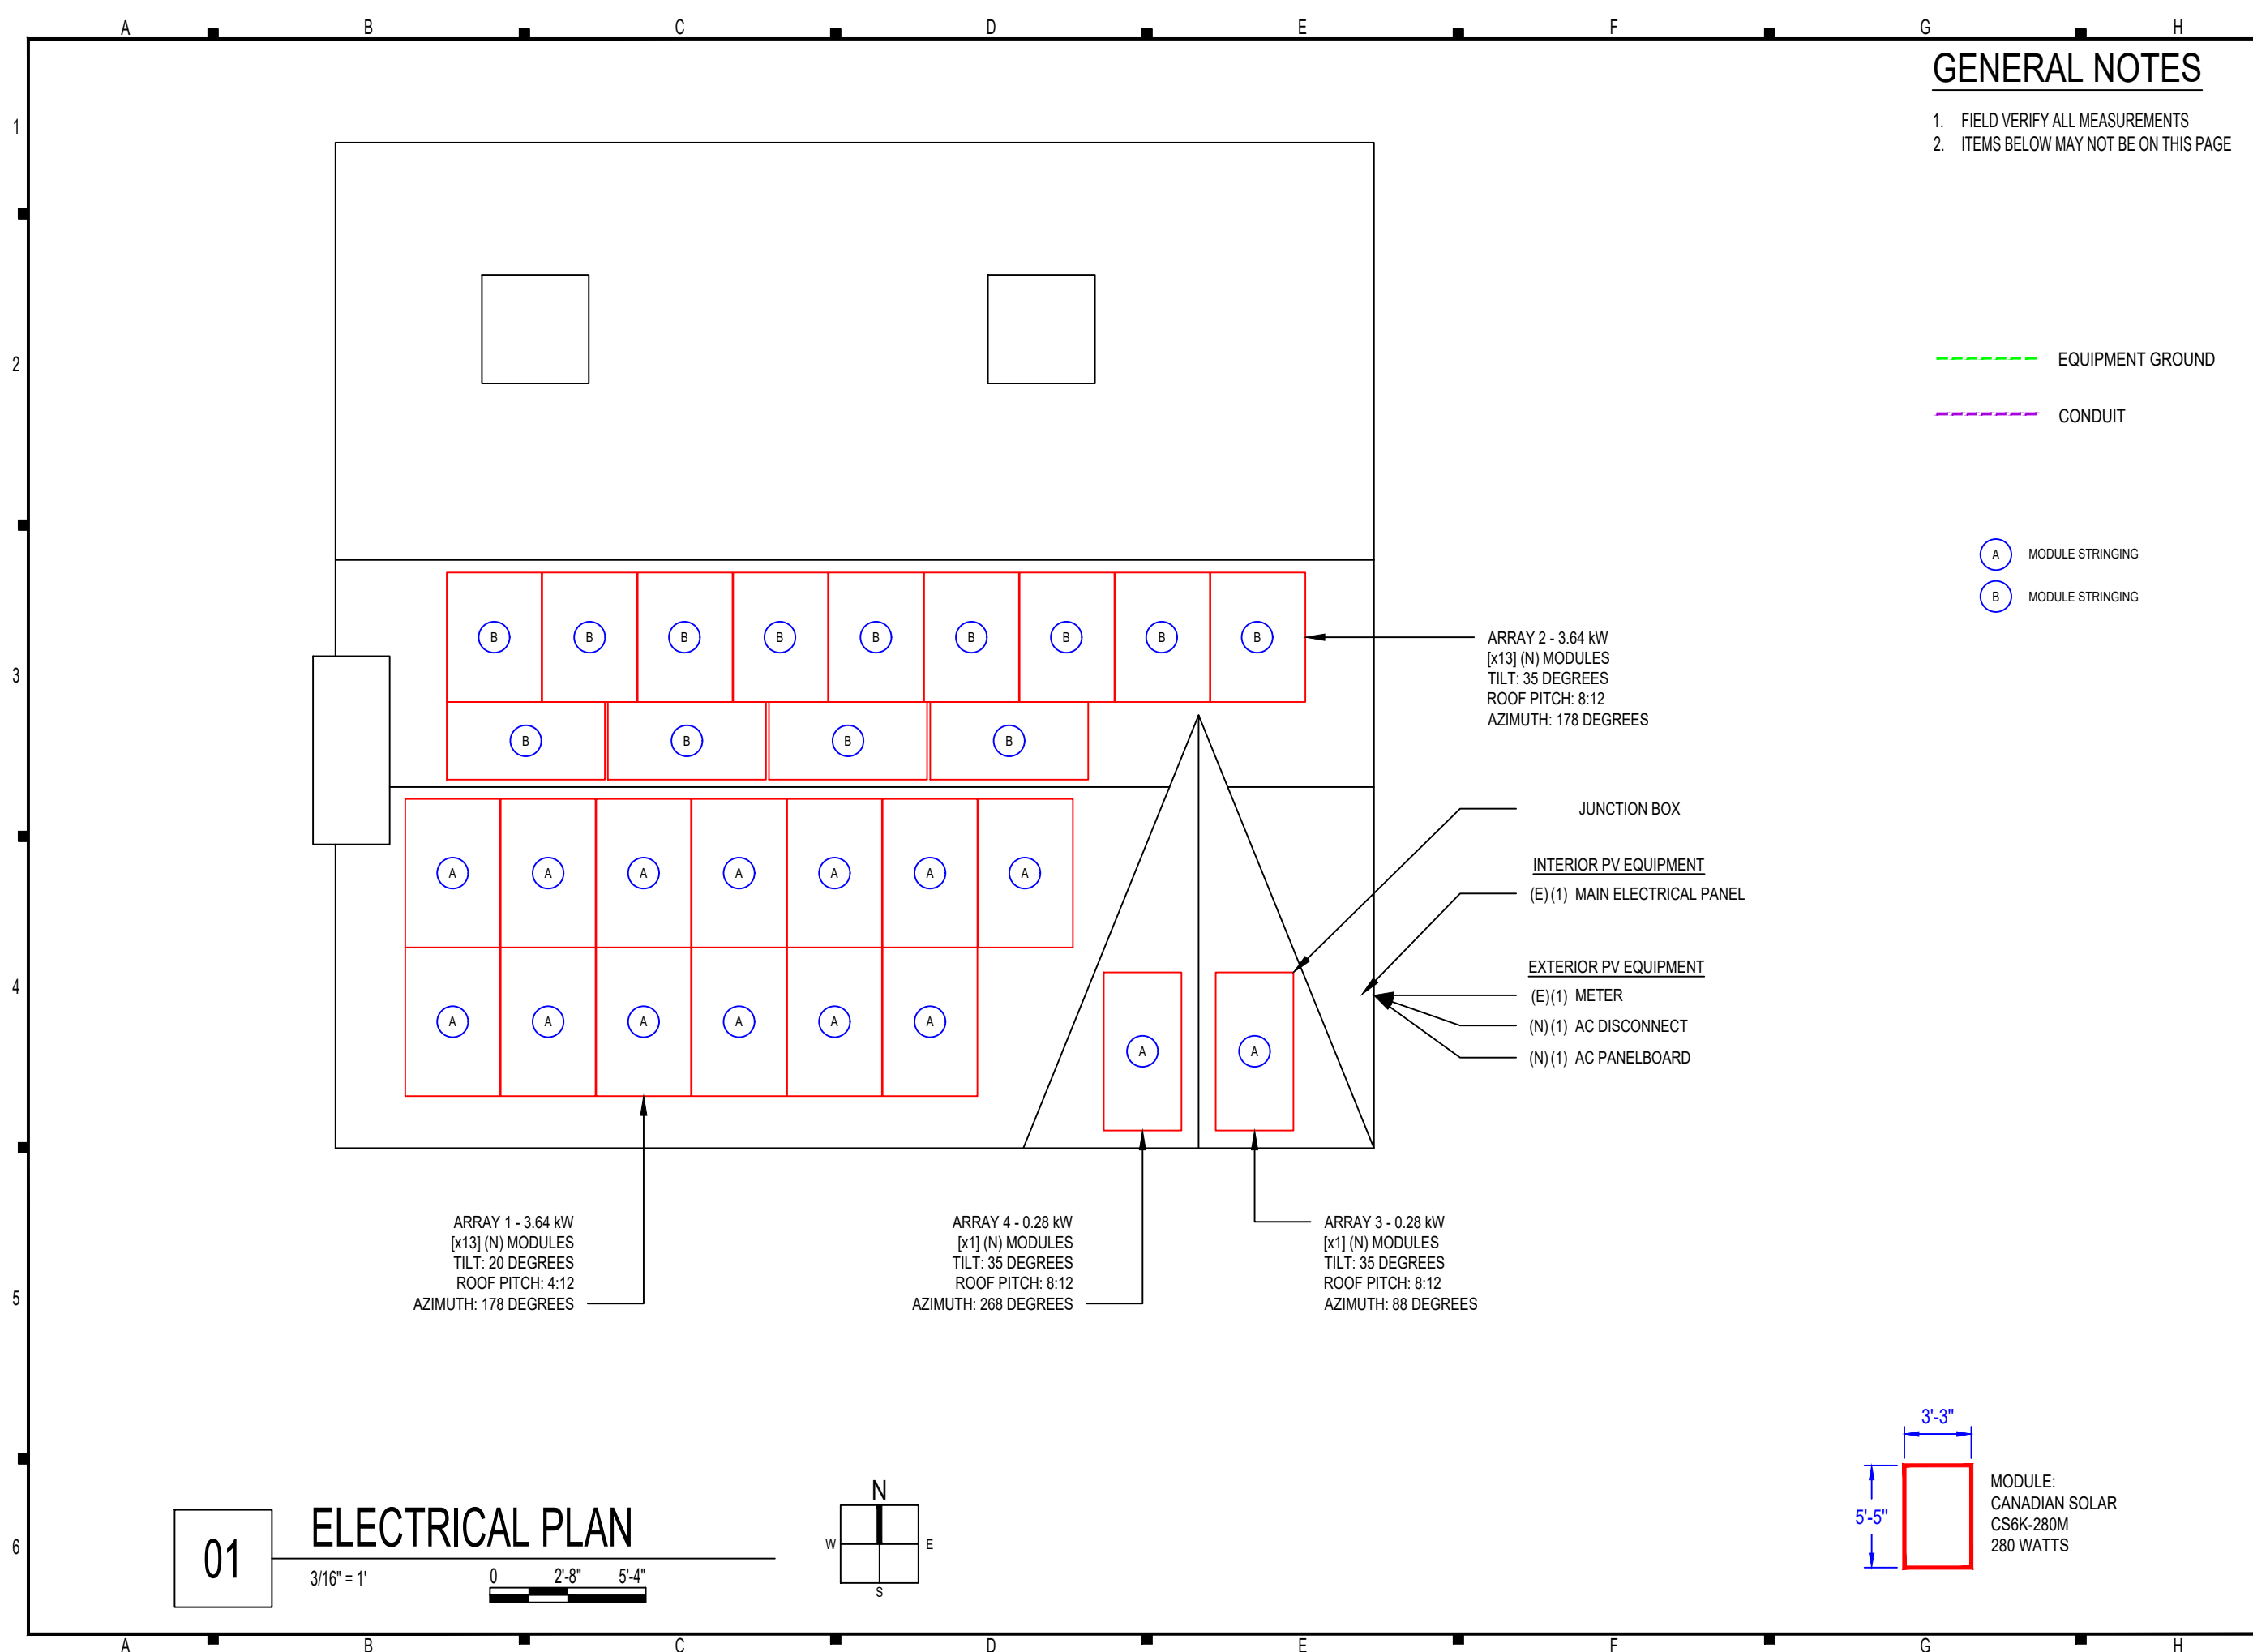 A B C D E F G H
GENERAL NOTES
1. FIELD VERIFY ALL MEASUREMENTS
2. ITEMS BELOW MAY NOT BE ON THIS PAGE
1
2
3
4
5
6
EQUIPMENT GROUND
CONDUIT
A MODULE STRINGING
B MODULE STRINGING
B B B B B B B B B
B B B B
ARRAY 2 - 3.64 kW
[x13] (N) MODULES
TILT: 35 DEGREES
ROOF PITCH: 8:12
AZIMUTH: 178 DEGREES
A A A A A A A
A A A A A A
A A
JUNCTION BOX
INTERIOR PV EQUIPMENT
(E)(1) MAIN ELECTRICAL PANEL
EXTERIOR PV EQUIPMENT
(E)(1) METER
(N)(1) AC DISCONNECT
(N)(1) AC PANELBOARD
ARRAY 1 - 3.64 kW
[x13] (N) MODULES
TILT: 20 DEGREES
ROOF PITCH: 4:12
AZIMUTH: 178 DEGREES
ARRAY 4 - 0.28 kW
[x1] (N) MODULES
TILT: 35 DEGREES
ROOF PITCH: 8:12
AZIMUTH: 268 DEGREES
ARRAY 3 - 0.28 kW
[x1] (N) MODULES
TILT: 35 DEGREES
ROOF PITCH: 8:12
AZIMUTH: 88 DEGREES
01
ELECTRICAL PLAN
3/16" = 1'
0 2'-8" 5'-4"
N
W E
S
3'-3"
5'-5"
MODULE:
CANADIAN SOLAR
CS6K-280M
280 WATTS
A B C D E F G H